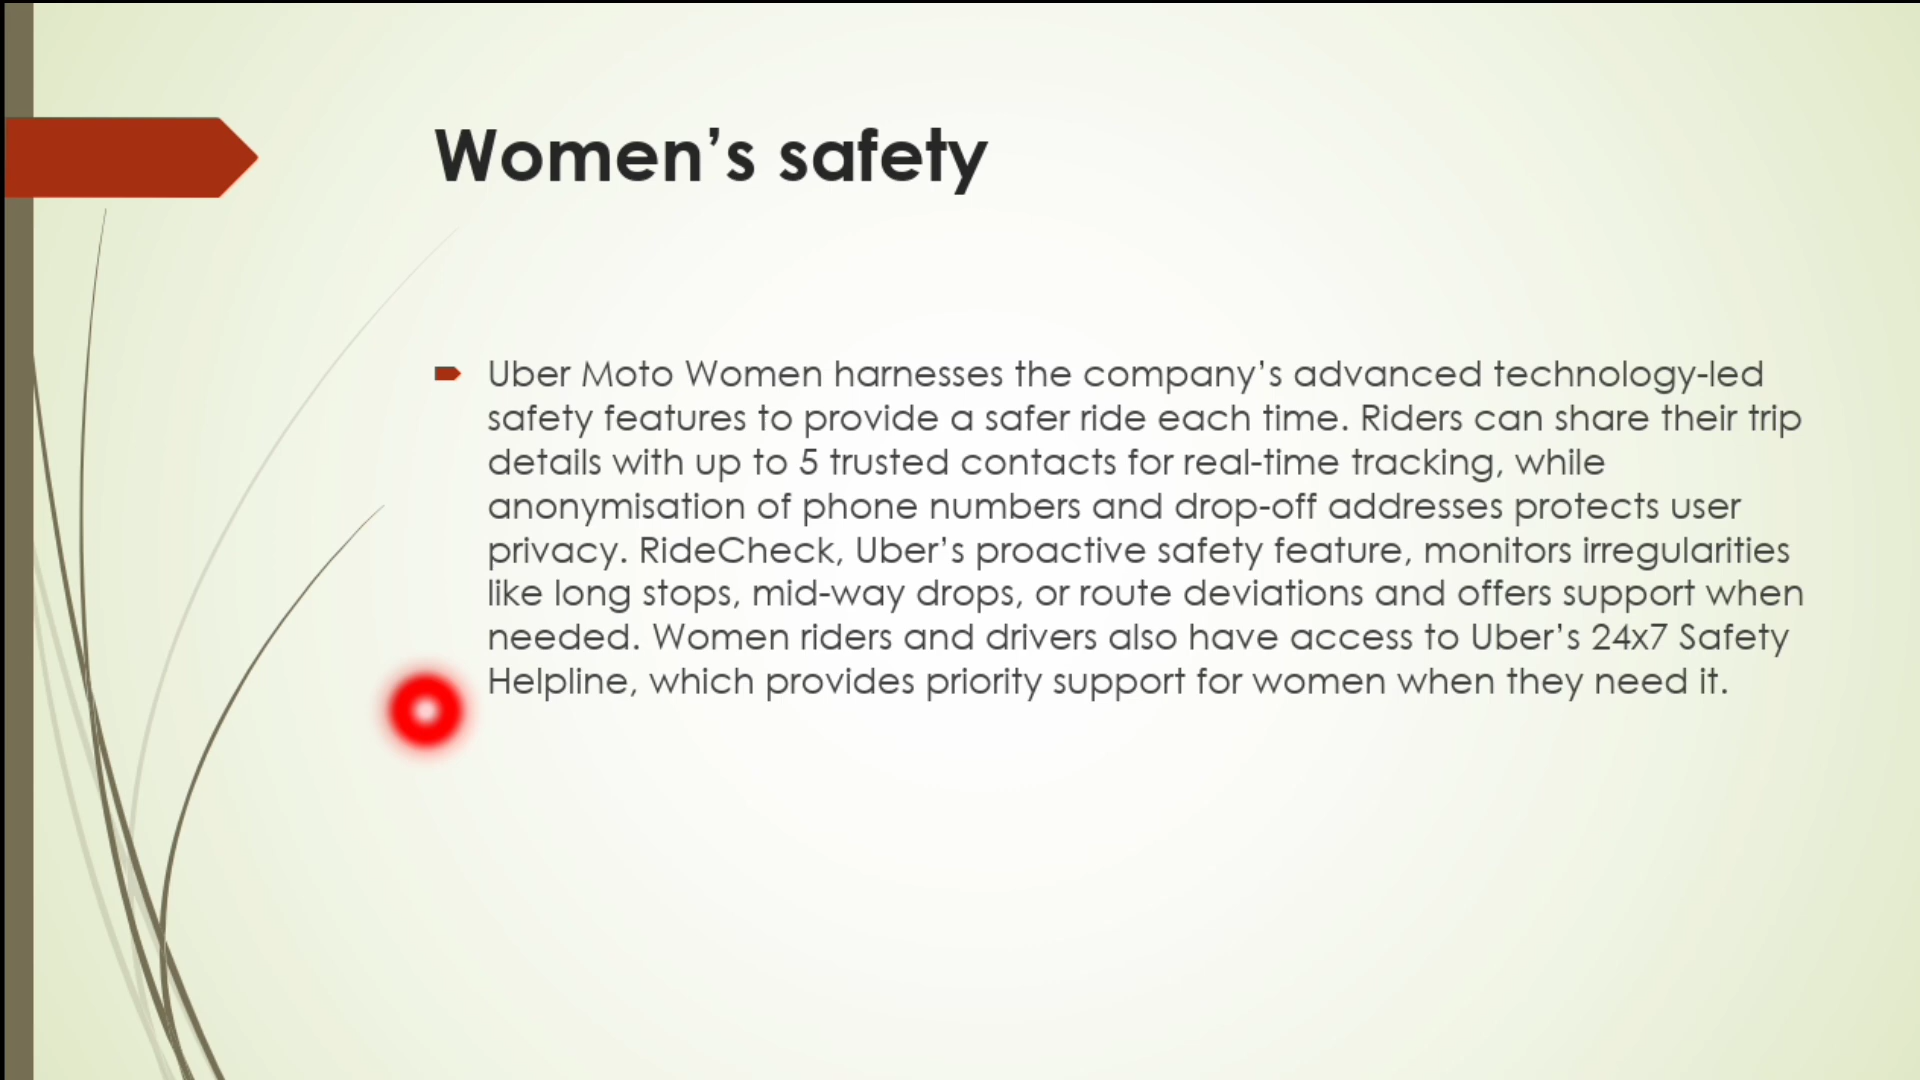 Women’s safety
Uber Moto Women harnesses the company’s advanced technology-led
safety features to provide a safer ride each time. Riders can share their trip
details with up to 5 trusted contacts for real-time tracking, while
anonymisation of phone numbers and drop-off addresses protects user
privacy. RideCheck, Uber’s proactive safety feature, monitors irregularities
like long stops, mid-way drops, or route deviations and offers support when
needed. Women riders and drivers also have access to Uber’s 24x7 Safety
Helpline, which provides priority support for women when they need it.